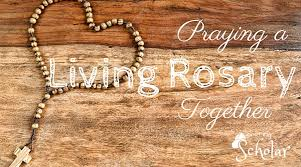 Praying a
Living Rosary
Together
Scholar